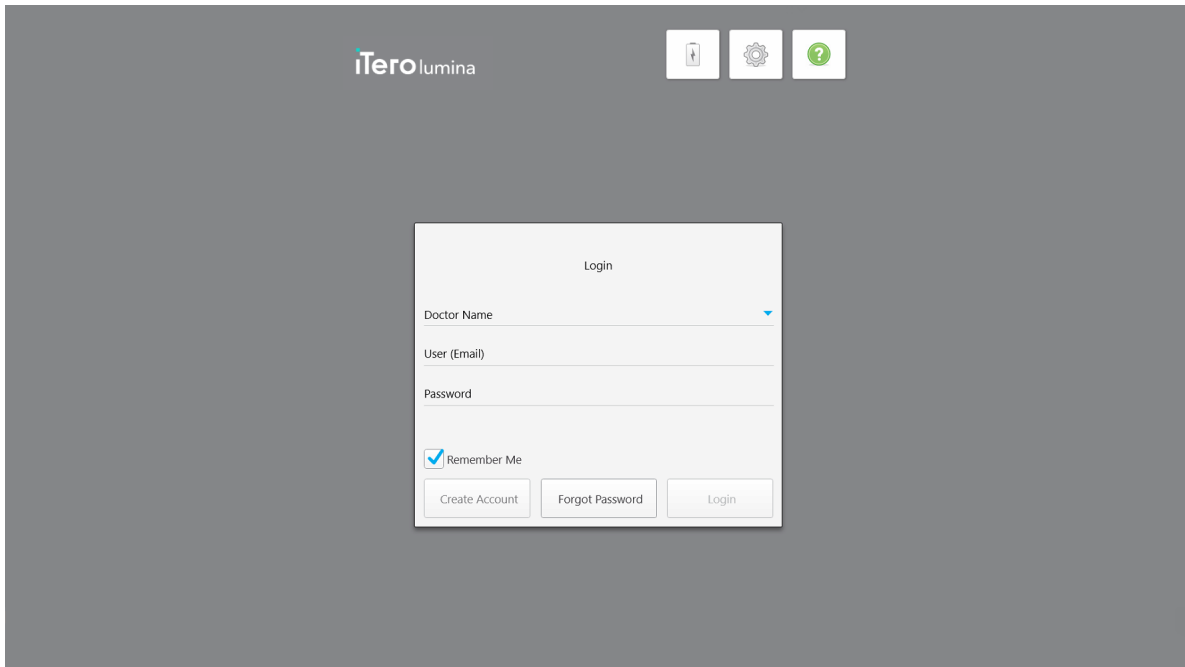 iTero lumina
?
Login
Doctor Name
User (Email)
Password
Remember Me
Create Account
Forgot Password
Login